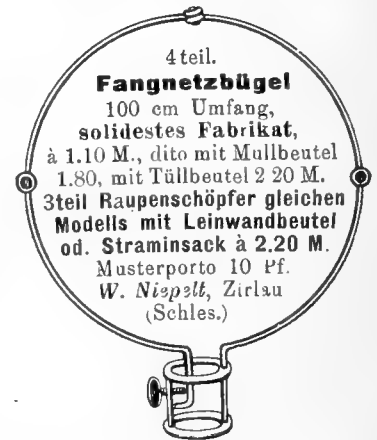 4 teil.
Fangnetzbügel
100 cm Umfang,
solidestes Fabrikat,
à 1.10 M., dito mit Mullbeutel
1.80, mit Tüllbeutel 2 20 M.
3teil Raupenschöpfer gleichen
Modells mit Leinwandbeutel
od. Straminsack à 2.20 M.
Musterporto 10 Pf.
W. Niepelt, Zirlau
(Schles.)